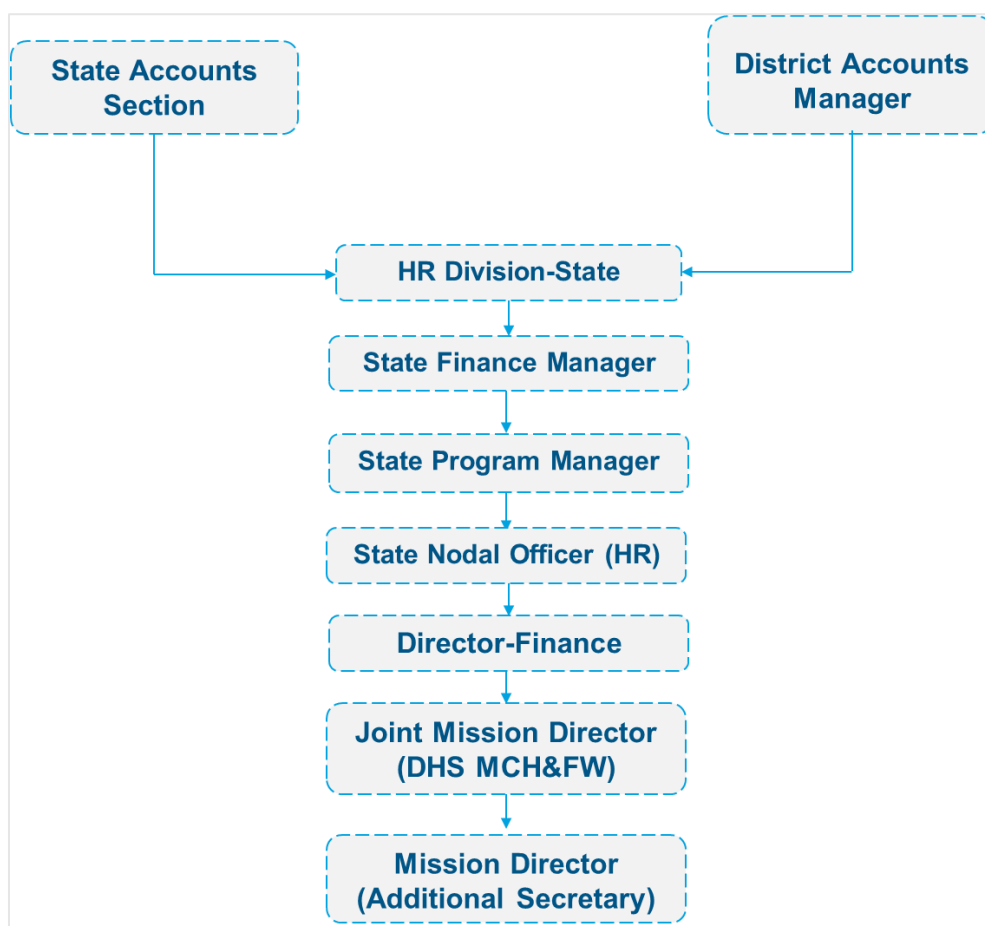 State Accounts
Section
District Accounts
Manager
HR Division-State
State Finance Manager
State Program Manager
State Nodal Officer (HR)
Director-Finance
Joint Mission Director
(DHS MCH&FW)
Mission Director
(Additional Secretary)